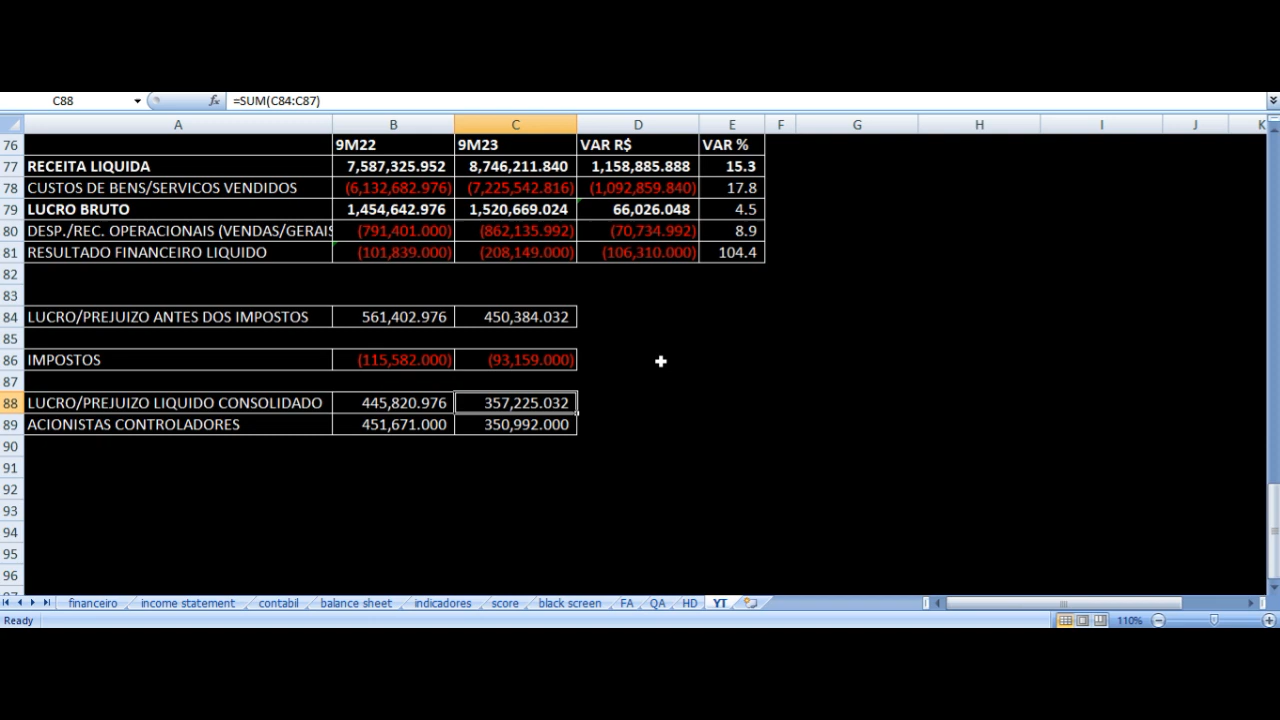 C88 fx =SUM(C84:C87)
A B C D E F G H I J K
76 9M22 9M23 VAR R$ VAR %
77 RECEITA LIQUIDA 7,587,325.952 8,746,211.840 1,158,885.888 15.3
78 CUSTOS DE BENS/SERVICOS VENDIDOS (6,132,682.976) (7,225,542.816) (1,092,859.840) 17.8
79 LUCRO BRUTO 1,454,642.976 1,520,669.024 66,026.048 4.5
80 DESP./REC. OPERACIONAIS (VENDAS/GERAIS (791,401.000) (862,135.992) (70,734.992) 8.9
81 RESULTADO FINANCEIRO LIQUIDO (101,839.000) (208,149.000) (106,310.000) 104.4
82
83
84 LUCRO/PREJUIZO ANTES DOS IMPOSTOS 561,402.976 450,384.032
85
86 IMPOSTOS (115,582.000) (93,159.000)
87
88 LUCRO/PREJUIZO LIQUIDO CONSOLIDADO 445,820.976 357,225.032
89 ACIONISTAS CONTROLADORES 451,671.000 350,992.000
90
91
92
93
94
95
96
financeiro income statement contabil balance sheet indicadores score black screen FA QA HD YT
Ready 110%